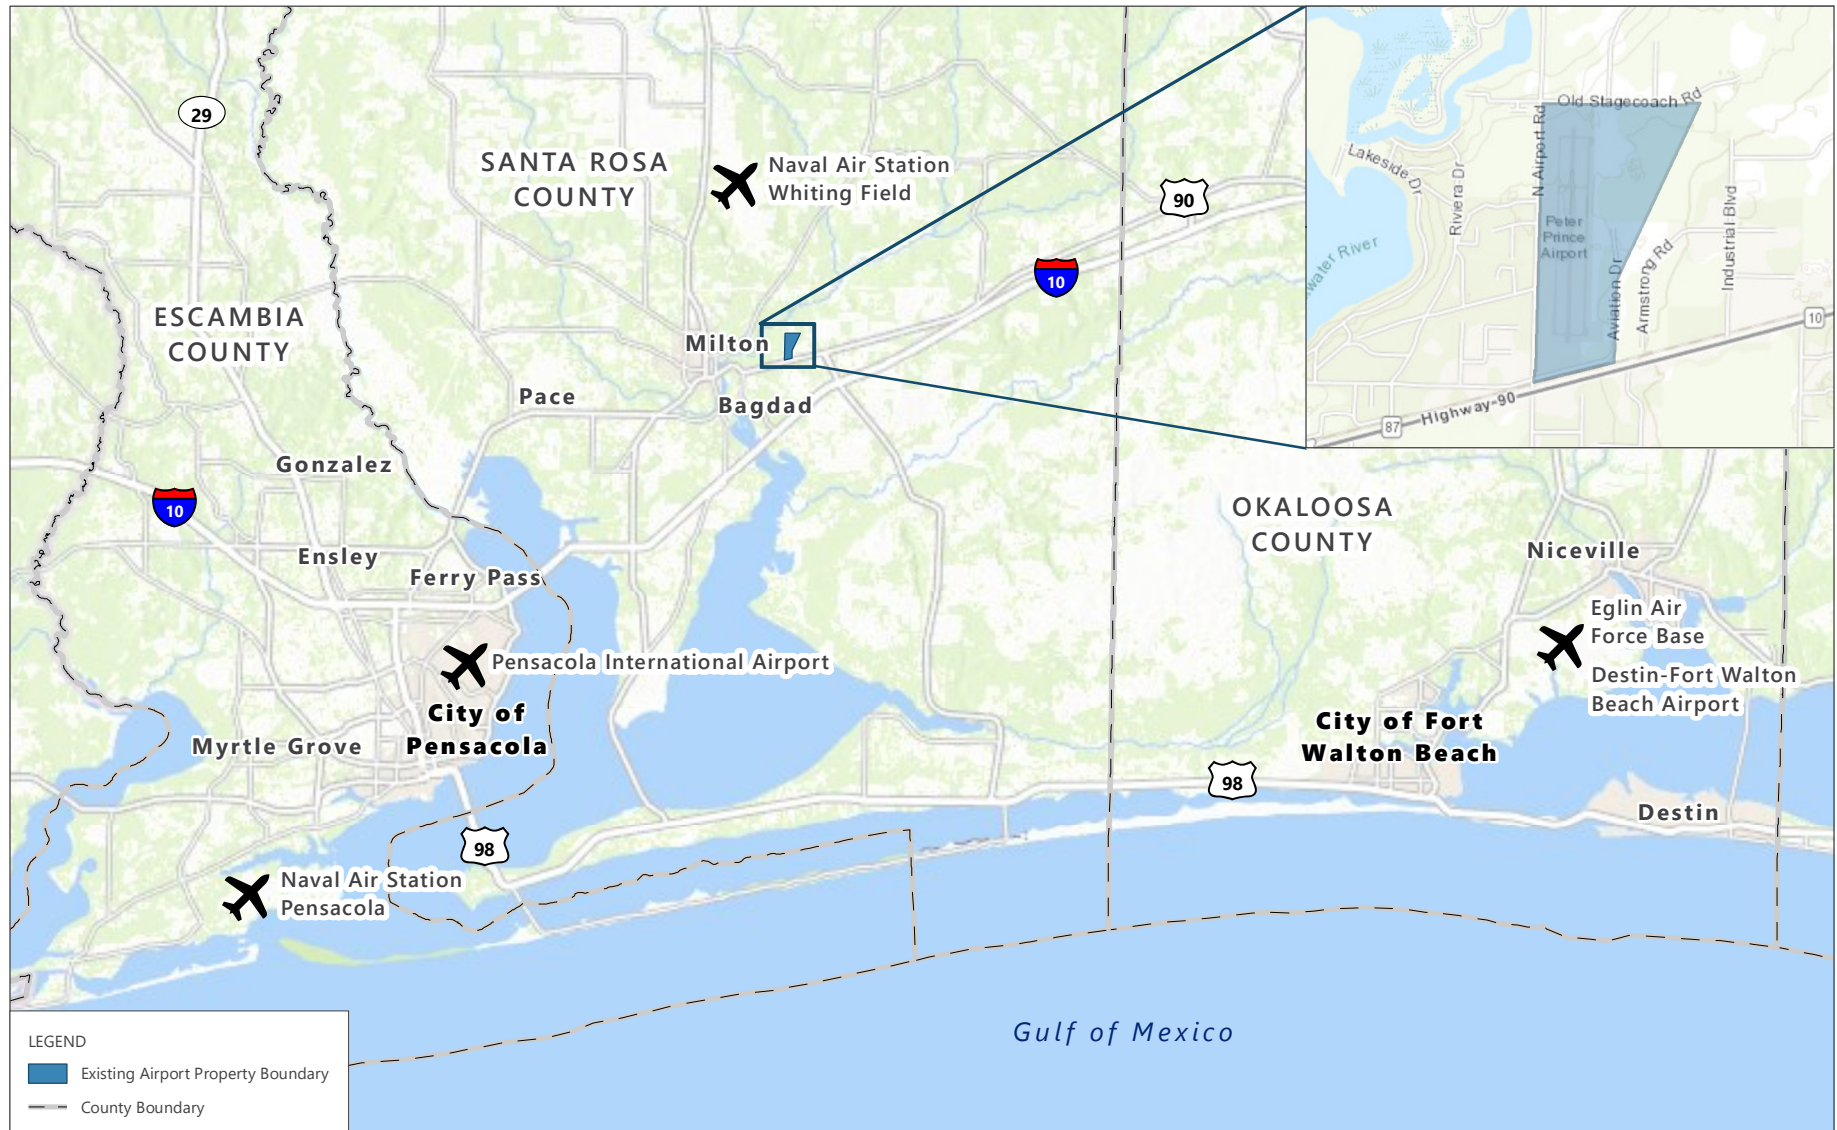 29
SANTA ROSA
COUNTY
Naval Air Station
Whiting Field
90
10
ESCAMBIA
COUNTY
Milton
Pace
Bagdad
Gonzalez
10
Ensley
Ferry Pass
Pensacola International Airport
City of
Pensacola
Myrtle Grove
98
Naval Air Station
Pensacola
OKALOOSA
COUNTY
Niceville
Eglin Air
Force Base
Destin-Fort Walton
Beach Airport
City of Fort
Walton Beach
98
Destin
Gulf of Mexico
Old Stagecoach Rd
N Airport Rd
Lakeside Dr
Riviera Dr
Peter
Prince
Airport
Industrial Blvd
water River
Aviation Dr
Armstrong Rd
10
Highway-90
87
LEGEND
Existing Airport Property Boundary
County Boundary